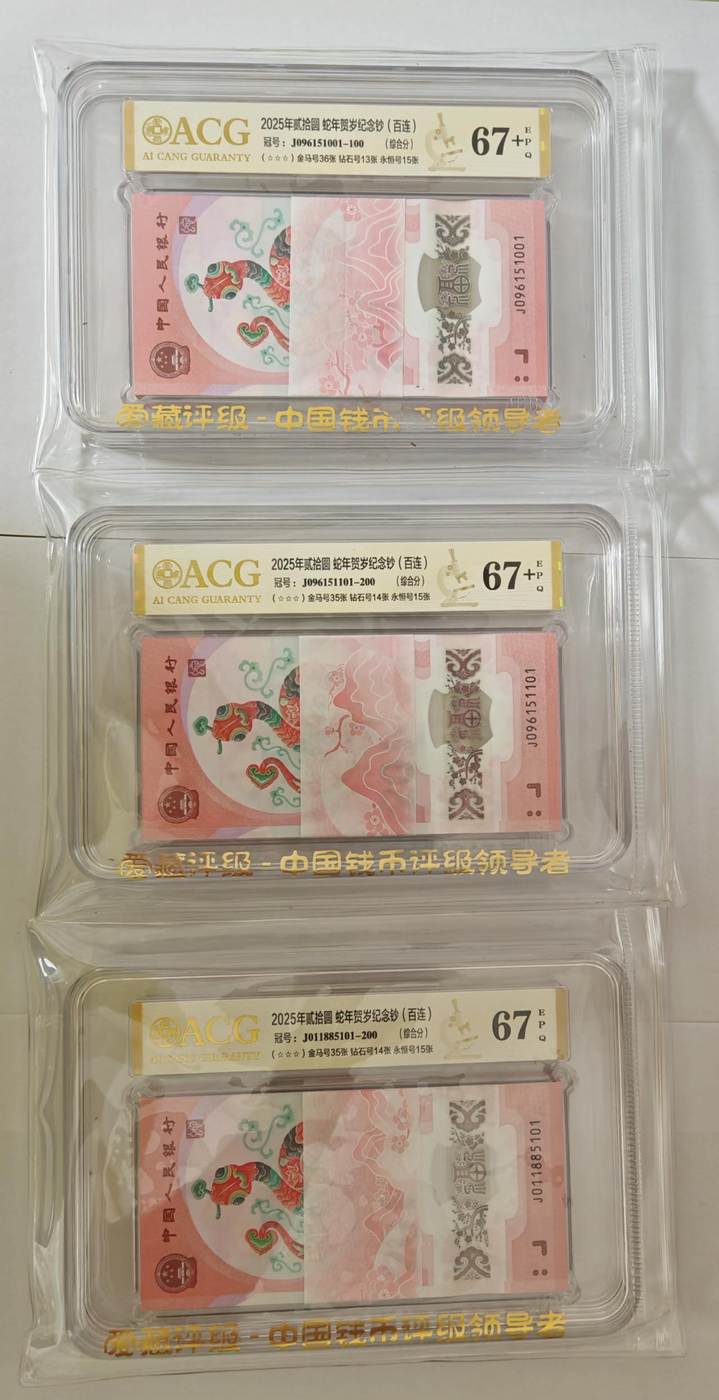 ACG
AI CANG GUARANTY
2025年贰拾圆 蛇年贺岁纪念钞（百连）
冠号：J096151001-100 （综合分）
（☆☆☆）金马号36张 钻石号13张 永恒号15张
67+
EPQ
中国人民银行
J096151001
爱藏评级-中国钱币评级领导者
ACG
AI CANG GUARANTY
2025年贰拾圆 蛇年贺岁纪念钞（百连）
冠号：J096151101-200 （综合分）
（☆☆☆）金马号35张 钻石号14张 永恒号15张
67+
EPQ
中国人民银行
J096151101
爱藏评级-中国钱币评级领导者
ACG
2025年贰拾圆 蛇年贺岁纪念钞（百连）
冠号：J011885101-200 （综合分）
（☆☆☆）金马号35张 钻石号14张 永恒号15张
67
EPQ
中国人民银行
J011885101
爱藏评级-中国钱币评级领导者